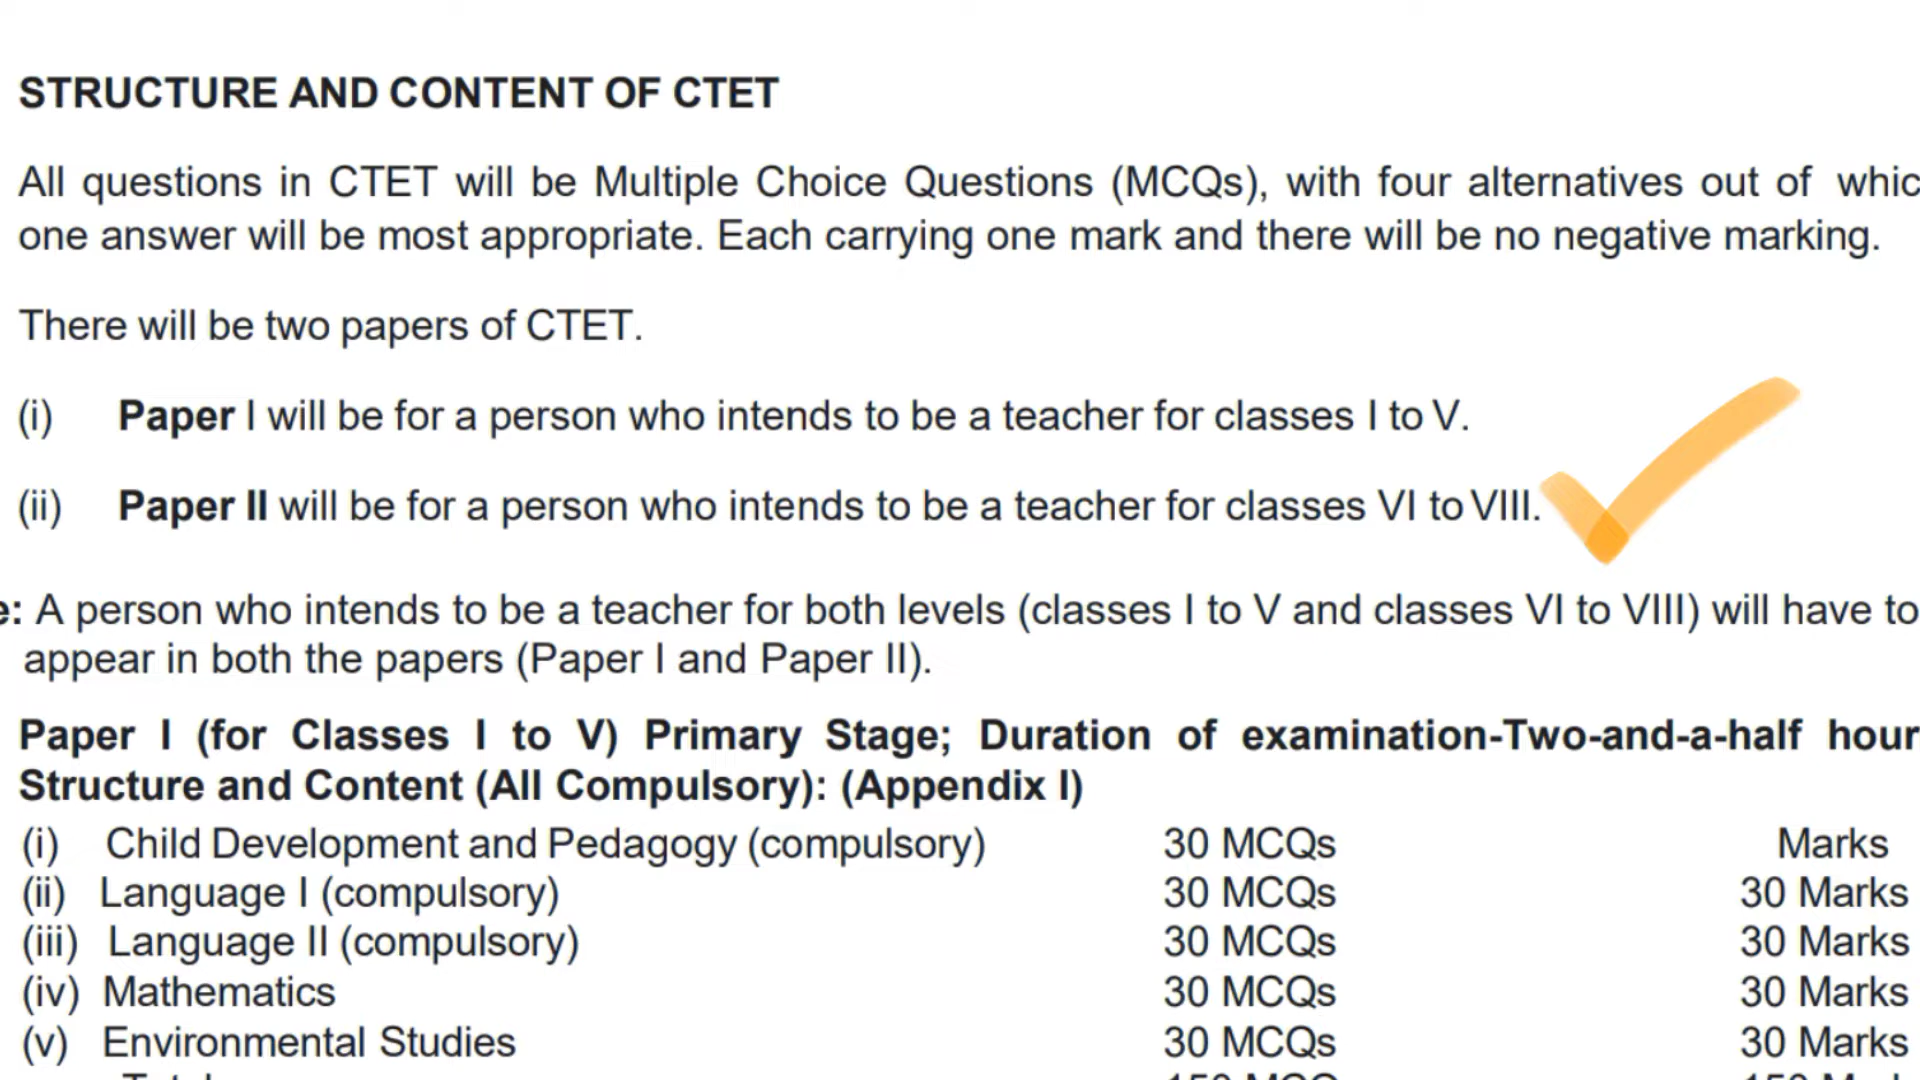 STRUCTURE AND CONTENT OF CTET
All questions in CTET will be Multiple Choice Questions (MCQs), with four alternatives out of whic
one answer will be most appropriate. Each carrying one mark and there will be no negative marking.
There will be two papers of CTET.
(i) Paper I will be for a person who intends to be a teacher for classes I to V.
(ii) Paper II will be for a person who intends to be a teacher for classes VI to VIII.
e: A person who intends to be a teacher for both levels (classes I to V and classes VI to VIII) will have to
appear in both the papers (Paper I and Paper II).
Paper I (for Classes I to V) Primary Stage; Duration of examination-Two-and-a-half hour
Structure and Content (All Compulsory): (Appendix I)
(i) Child Development and Pedagogy (compulsory) 30 MCQs Marks
(ii) Language I (compulsory) 30 MCQs 30 Marks
(iii) Language II (compulsory) 30 MCQs 30 Marks
(iv) Mathematics 30 MCQs 30 Marks
(v) Environmental Studies 30 MCQs 30 Marks